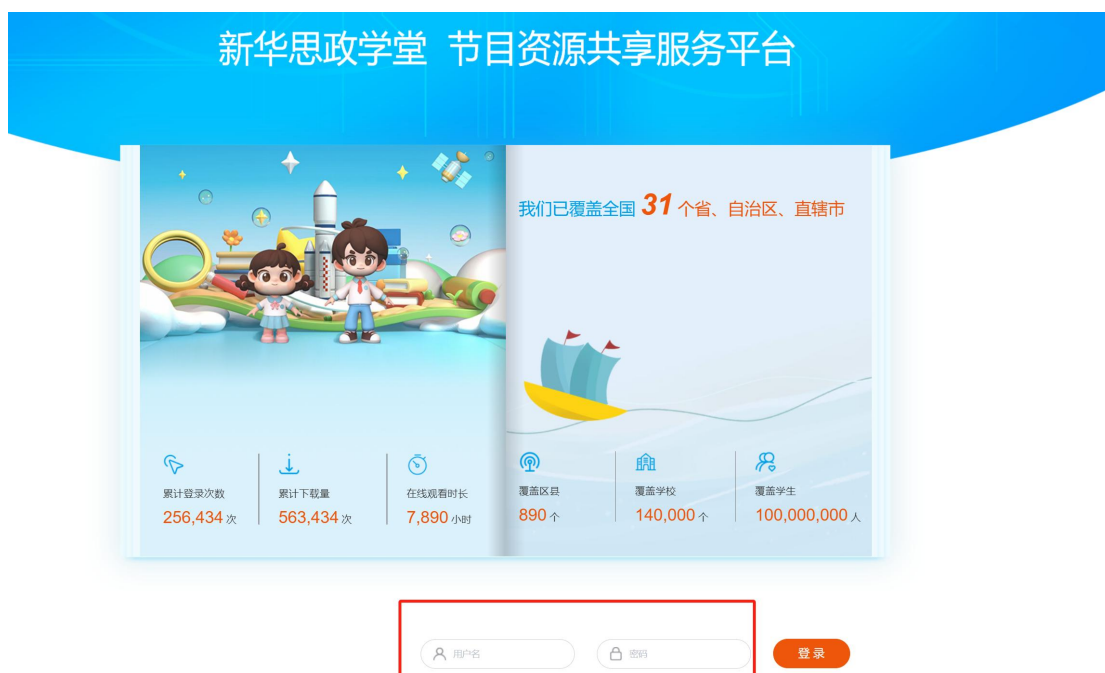 新华思政学堂 节目资源共享服务平台
我们已覆盖全国 31 个省、自治区、直辖市
累计登录次数
256,434 次
累计下载量
563,434 次
在线观看时长
7,890 小时
覆盖区县
890 个
覆盖学校
140,000 个
覆盖学生
100,000,000 人
用户名
密码
登录